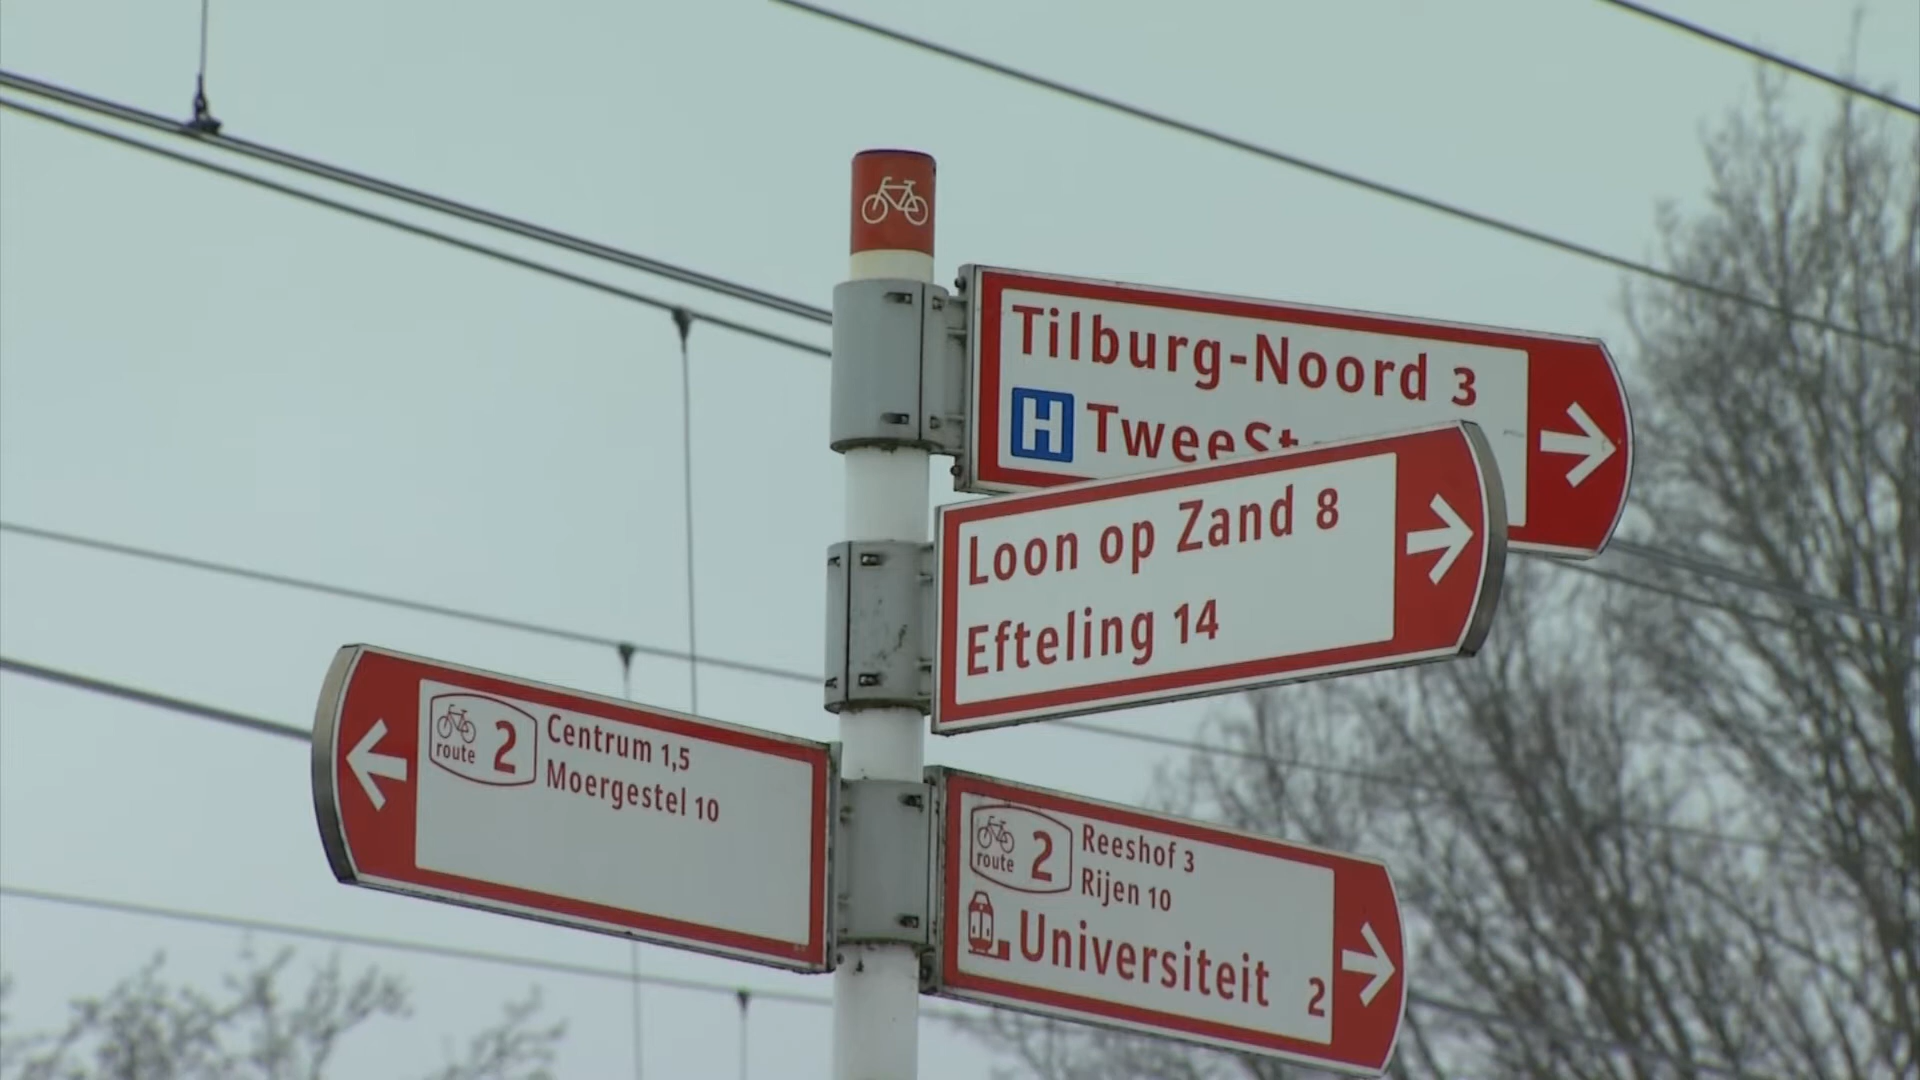 Tilburg-Noord 3
H
Loon op Zand 8
Efteling 14
route 2
Centrum 1,5
Moergestel 10
route 2
Reeshof 3
Rijen 10
Universiteit 2